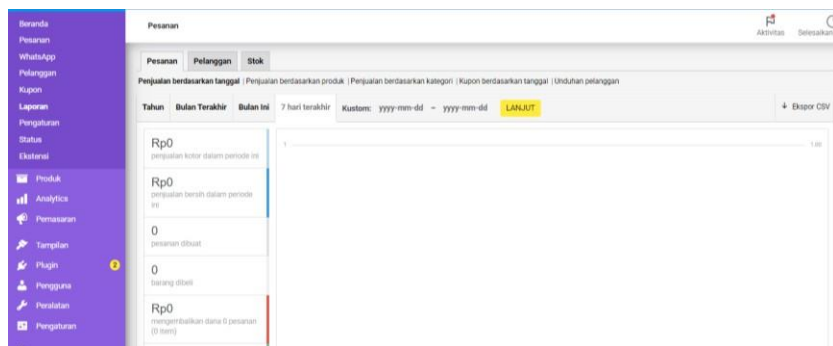 Beranda
Pesanan
WhatsApp
Pelanggan
Kupon
Laporan
Pengaturan
Status
Ekstensi
Produk
Analytics
Pemasaran
Tampilan
Plugin 2
Pengguna
Peralatan
Pengaturan
Pesanan
Aktivitas Selesaikan
Pesanan Pelanggan Stok
Penjualan berdasarkan tanggal | Penjualan berdasarkan produk | Penjualan berdasarkan kategori | Kupon berdasarkan tanggal | Unduhan pelanggan
Tahun Bulan Terakhir Bulan Ini 7 hari terakhir Kustom: yyyy-mm-dd – yyyy-mm-dd LANJUT Ekspor CSV
Rp0
penjualan kotor dalam periode ini
Rp0
penjualan bersih dalam periode
ini
0
pesanan dibuat
0
barang dibeli
Rp0
mengembalikan dana 0 pesanan
(0 item)
1 1.00